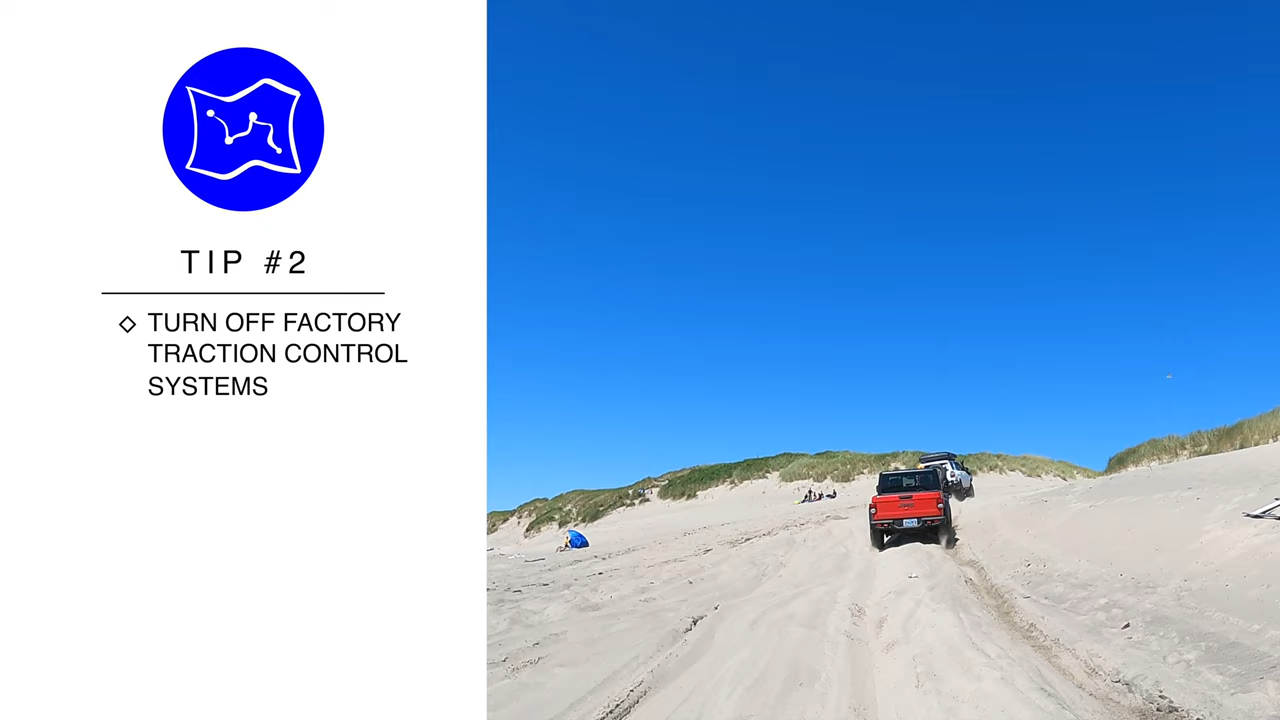 TIP #2
TURN OFF FACTORY
TRACTION CONTROL
SYSTEMS